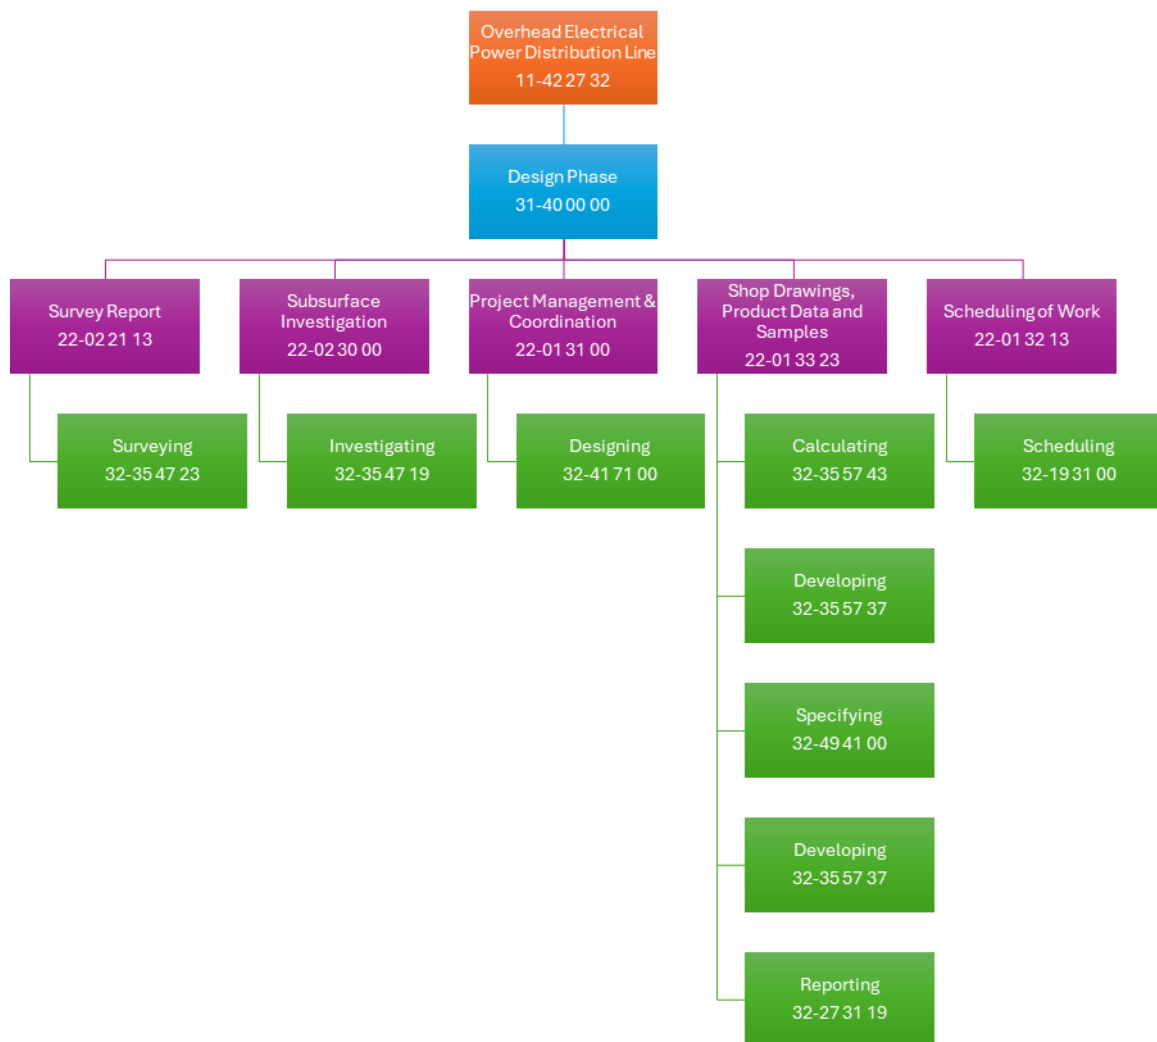 Overhead Electrical
Power Distribution Line
11-42 27 32
Design Phase
31-40 00 00
Survey Report
22-02 21 13
Subsurface
Investigation
22-02 30 00
Project Management &
Coordination
22-01 31 00
Shop Drawings,
Product Data and
Samples
22-01 33 23
Scheduling of Work
22-01 32 13
Surveying
32-35 47 23
Investigating
32-35 47 19
Designing
32-41 71 00
Calculating
32-35 57 43
Scheduling
32-19 31 00
Developing
32-35 57 37
Specifying
32-49 41 00
Developing
32-35 57 37
Reporting
32-27 31 19